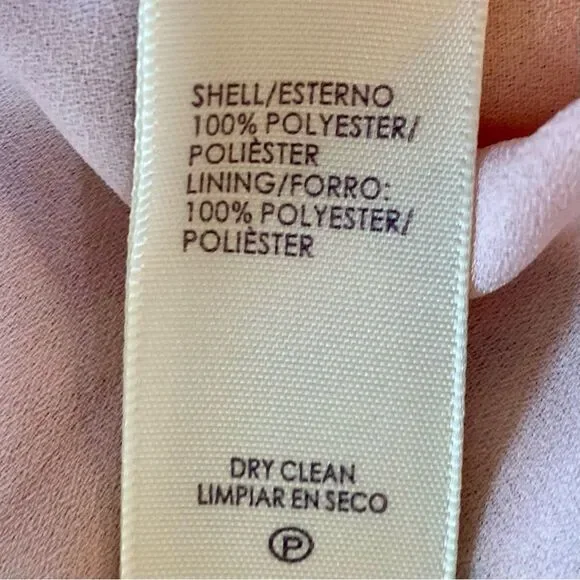 SHELL/ESTERNO
100% POLYESTER/
POLIÈSTER
LINING/FORRO:
100% POLYESTER/
POLIÈSTER
DRY CLEAN
LIMPIAR EN SECO
P